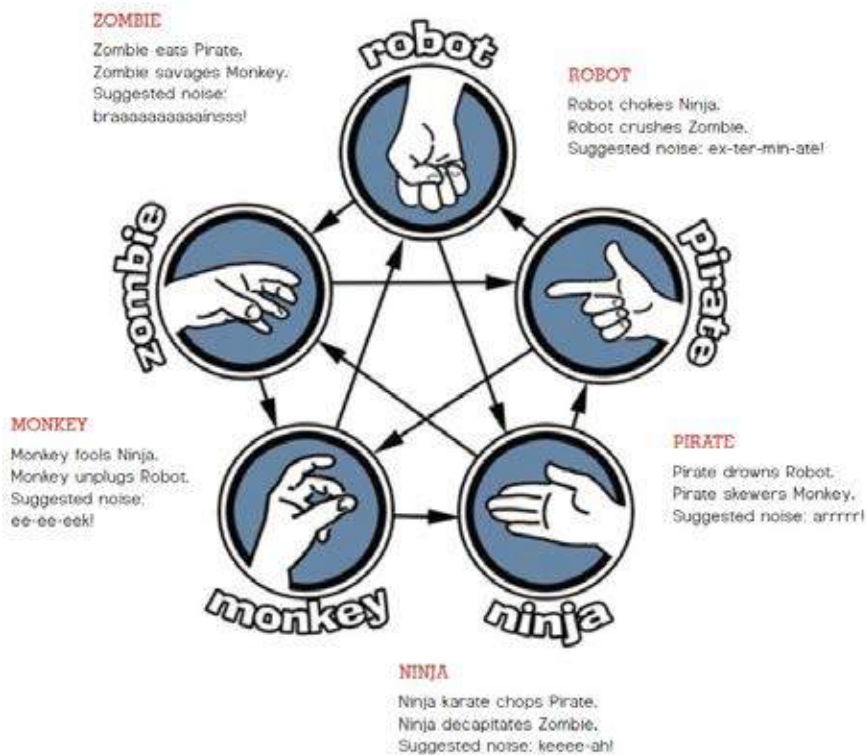 ZOMBIE
Zombie eats Pirate.
Zombie savages Monkey.
Suggested noise:
braaaaaaaaaainsss!
robot
ROBOT
Robot chokes Ninja.
Robot crushes Zombie.
Suggested noise: ex-ter-min-ate!
zombie
pirate
MONKEY
Monkey fools Ninja.
Monkey unplugs Robot.
Suggested noise:
ee-ee-eek!
PIRATE
Pirate drowns Robot.
Pirate skewers Monkey.
Suggested noise: arrrrr!
monkey
ninja
NINJA
Ninja karate chops Pirate.
Ninja decapitates Zombie.
Suggested noise: keeee-ah!